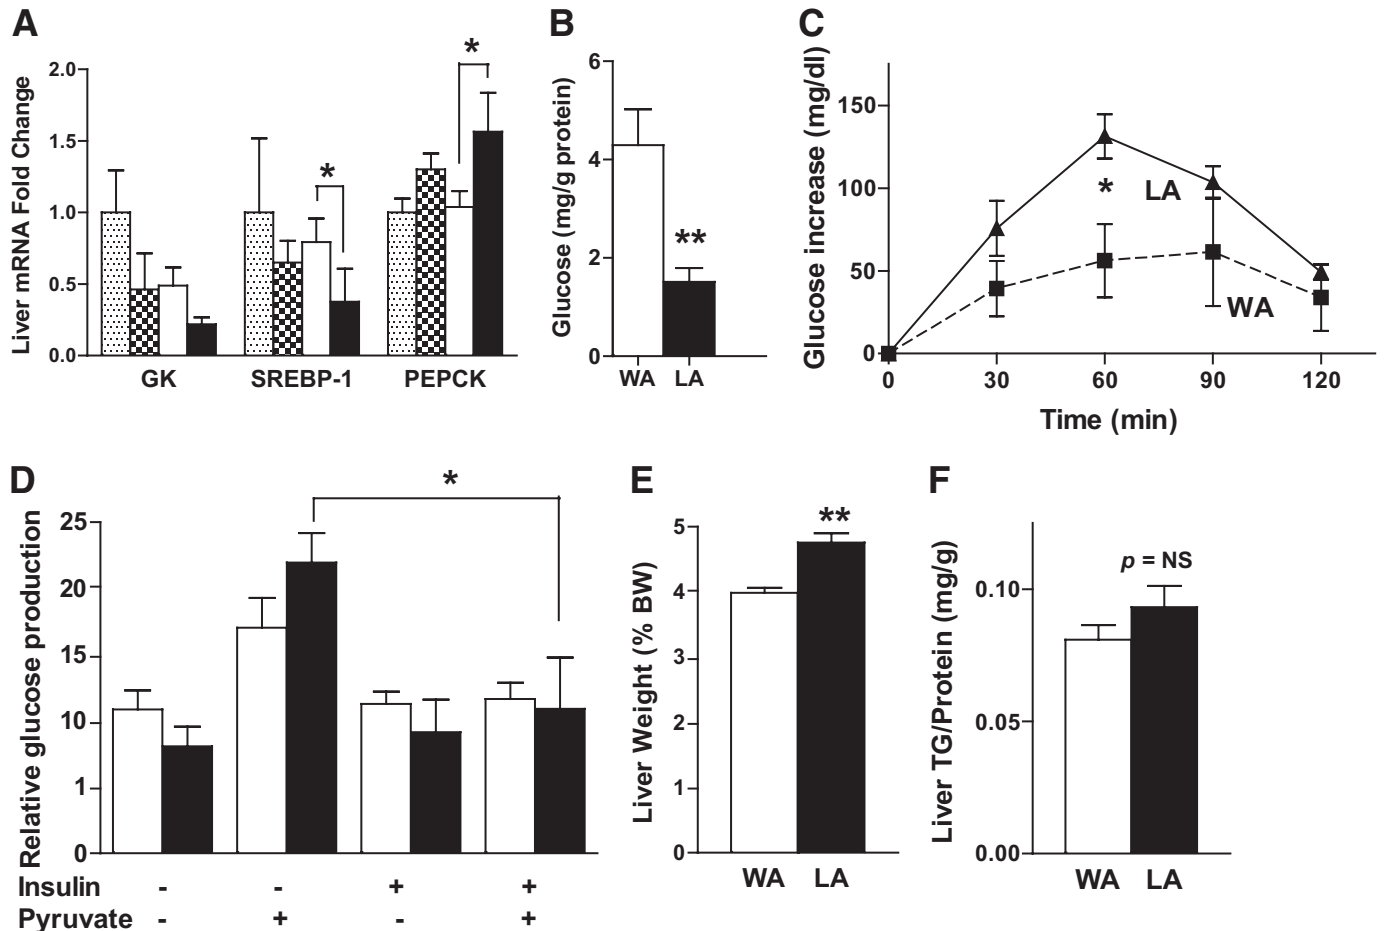 A
Liver mRNA Fold Change
2.0
1.5
1.0
0.5
0.0
*
*
GK SREBP-1 PEPCK
B
Glucose (mg/g protein)
6
4
2
0
**
WA LA
C
Glucose increase (mg/dl)
150
100
50
0
*
LA
WA
0 30 60 90 120
Time (min)
D
Relative glucose production
25
20
15
10
1
0
*
Insulin - - + +
Pyruvate - + - +
E
Liver Weight (% BW)
5
4
3
2
1
0
**
WA LA
F
Liver TG/Protein (mg/g)
0.10
0.05
0.00
p = NS
WA LA